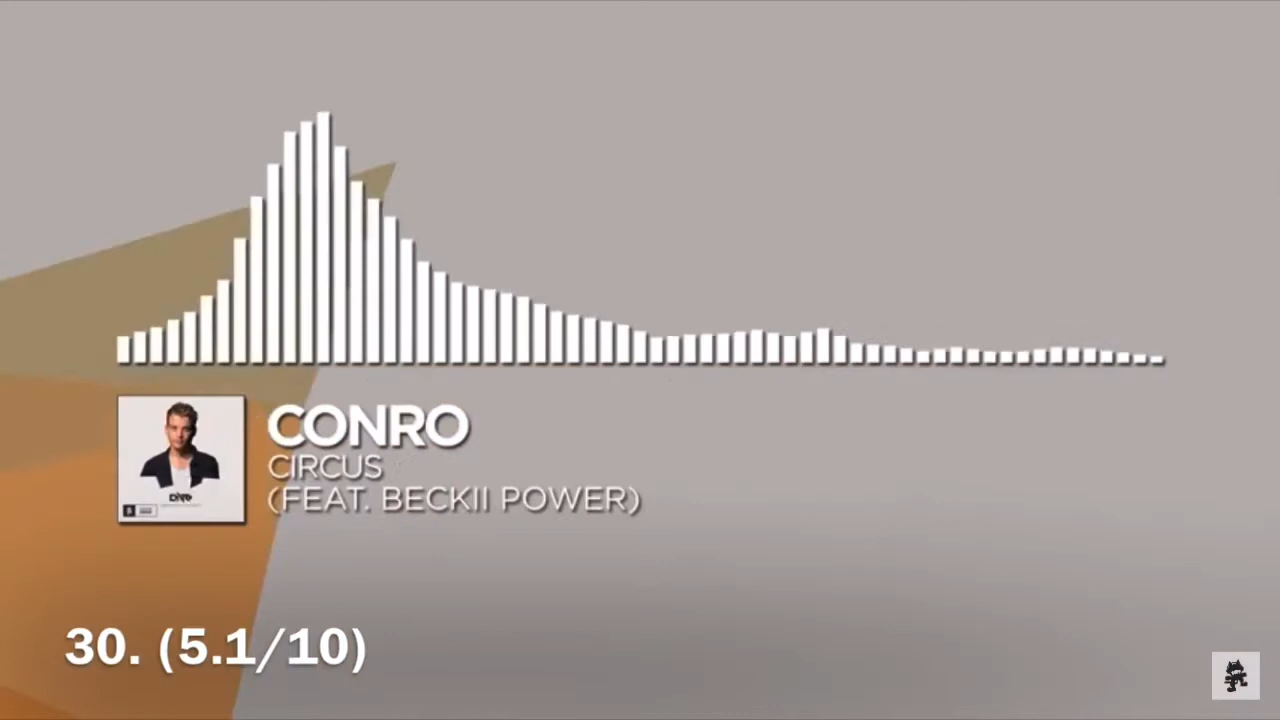 CONRO
CIRCUS
(FEAT. BECKII POWER)
30. (5.1/10)